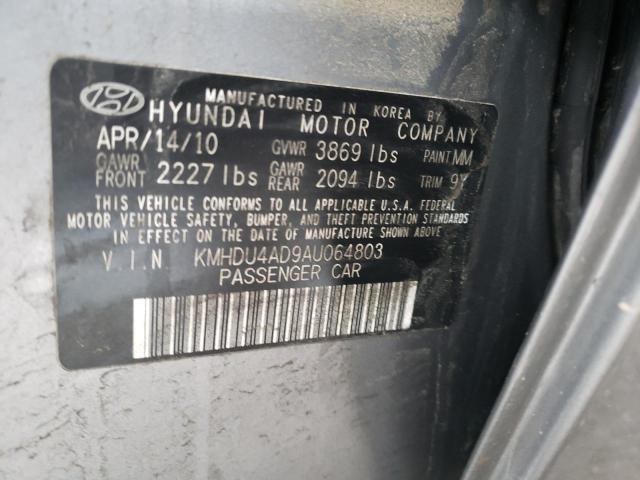 MANUFACTURED IN KOREA BY
HYUNDAI MOTOR COMPANY
APR/14/10 GVWR 3869 lbs PAINT MM
GAWR FRONT 2227 lbs GAWR REAR 2094 lbs TRIM 9Y
THIS VEHICLE CONFORMS TO ALL APPLICABLE U.S.A. FEDERAL
MOTOR VEHICLE SAFETY, BUMPER, AND THEFT PREVENTION STANDARDS
IN EFFECT ON THE DATE OF MANUFACTURE SHOWN ABOVE.
V.I.N. KMHDU4AD9AU064803
PASSENGER CAR